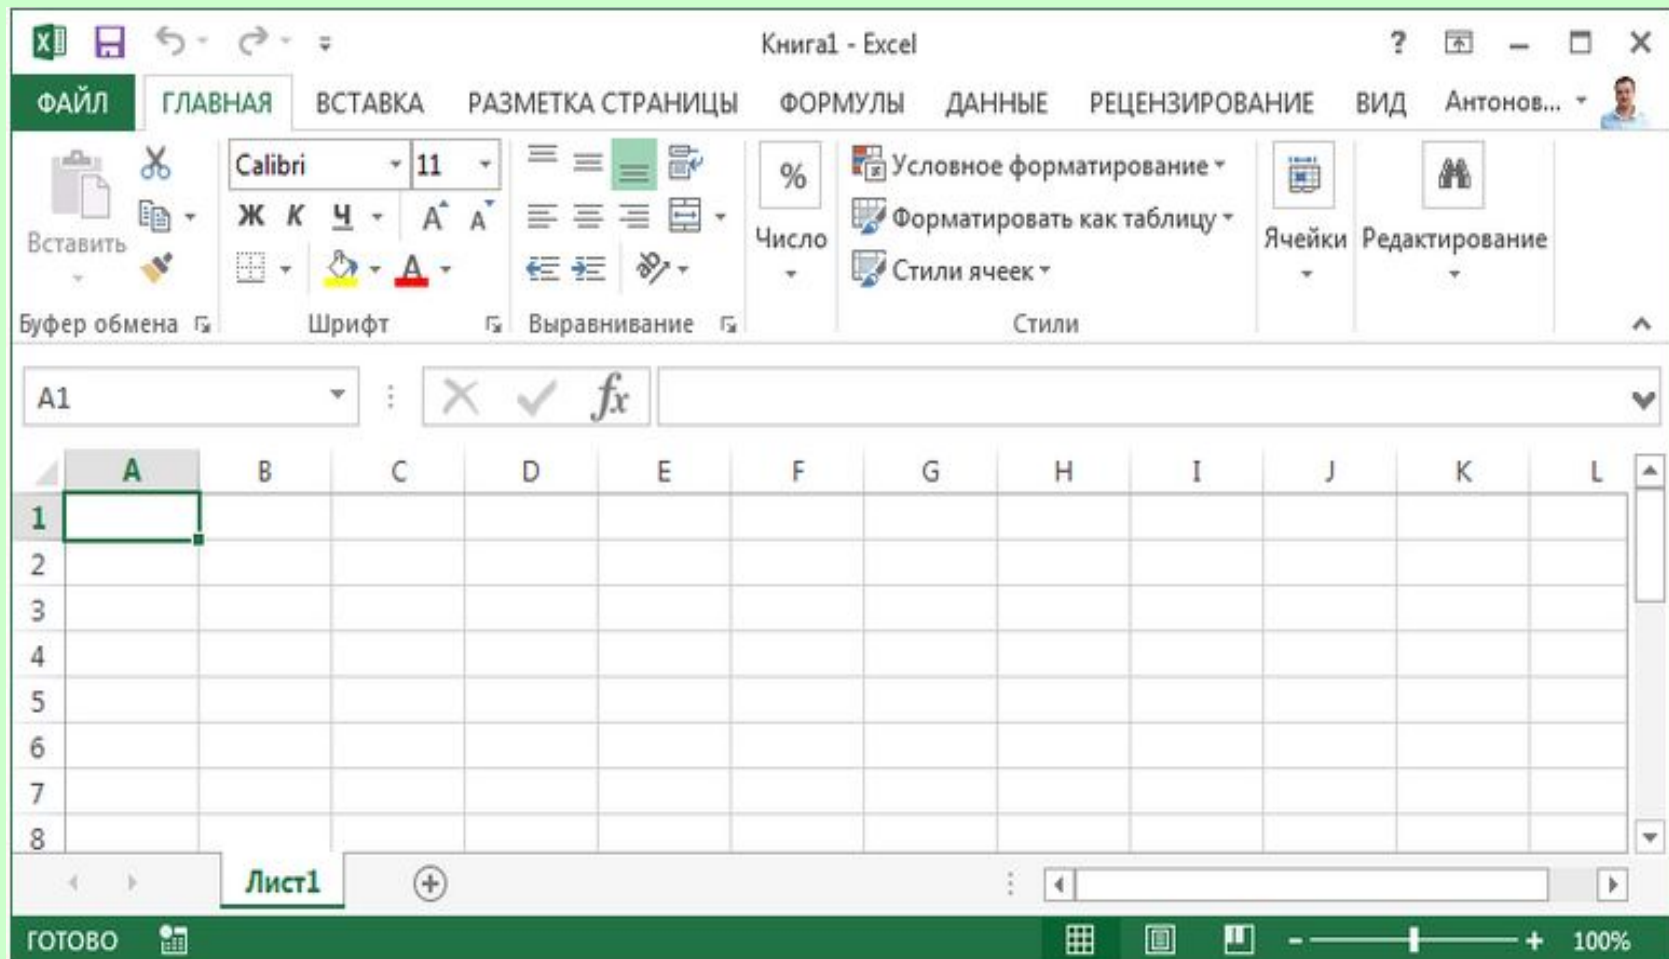 Книга1 - Excel ?
ФАЙЛ ГЛАВНАЯ ВСТАВКА РАЗМЕТКА СТРАНИЦЫ ФОРМУЛЫ ДАННЫЕ РЕЦЕНЗИРОВАНИЕ ВИД Антонов...
Calibri 11 % Условное форматирование
Ж К Ч А А Форматировать как таблицу
Вставить Число Ячейки Редактирование
А Стили ячеек
Буфер обмена Шрифт Выравнивание Стили
A1 fx
A B C D E F G H I J K L
1
2
3
4
5
6
7
8
Лист1
ГОТОВО 100%